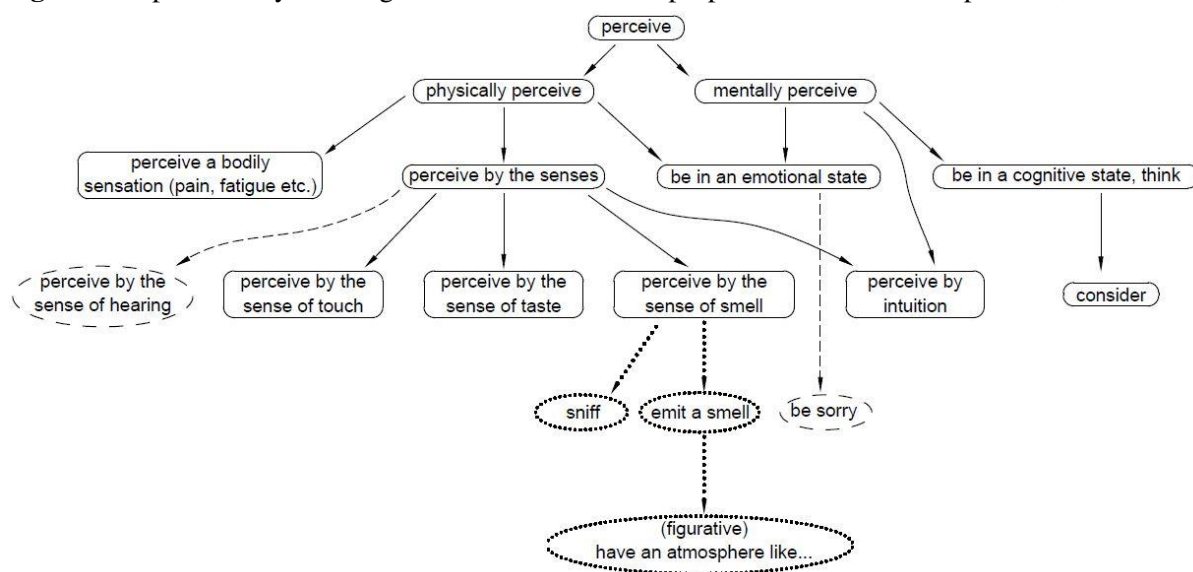 perceive
physically perceive
mentally perceive
perceive a bodily
sensation (pain, fatigue etc.)
perceive by the senses
be in an emotional state
be in a cognitive state, think
perceive by the
sense of hearing
perceive by the
sense of touch
perceive by the
sense of taste
perceive by the
sense of smell
perceive by
intuition
consider
sniff
emit a smell
be sorry
(figurative)
have an atmosphere like...